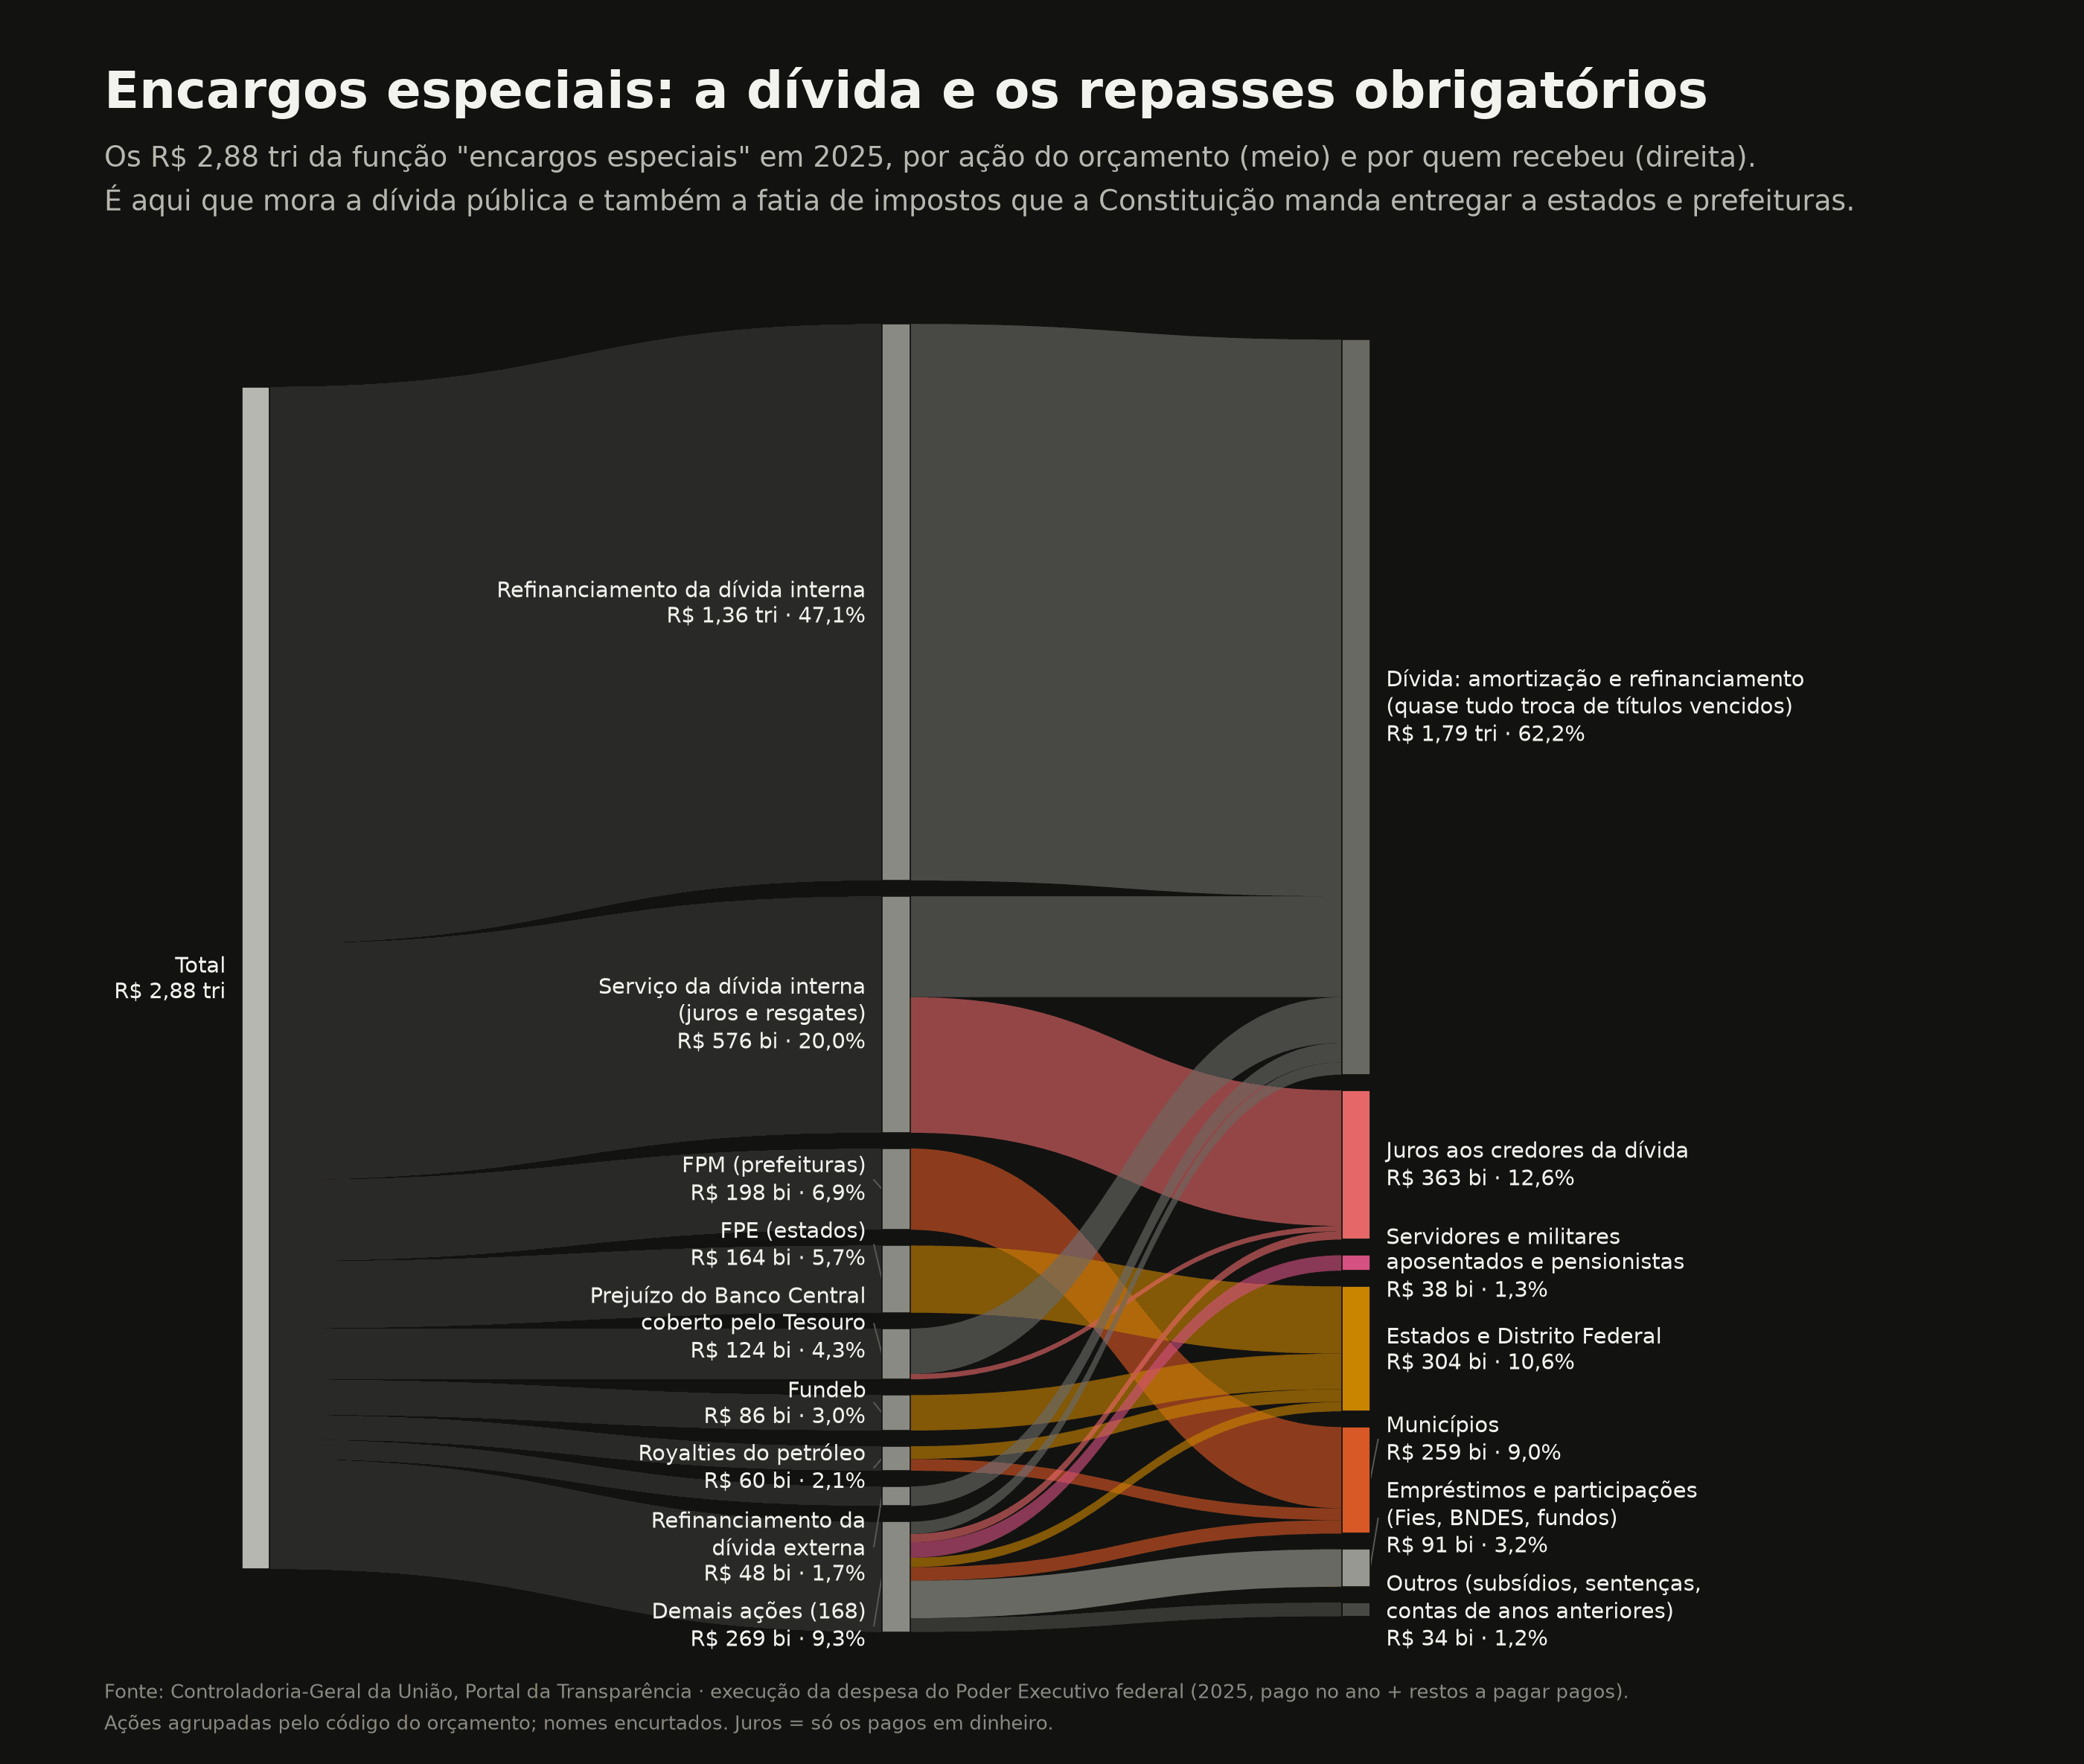 Encargos especiais: a dívida e os repasses obrigatórios
Os R$ 2,88 tri da função "encargos especiais" em 2025, por ação do orçamento (meio) e por quem recebeu (direita).
É aqui que mora a dívida pública e também a fatia de impostos que a Constituição manda entregar a estados e prefeituras.
Total
R$ 2,88 tri
Refinanciamento da dívida interna
R$ 1,36 tri · 47,1%
Serviço da dívida interna
(juros e resgates)
R$ 576 bi · 20,0%
FPM (prefeituras)
R$ 198 bi · 6,9%
FPE (estados)
R$ 164 bi · 5,7%
Prejuízo do Banco Central
coberto pelo Tesouro
R$ 124 bi · 4,3%
Fundeb
R$ 86 bi · 3,0%
Royalties do petróleo
R$ 60 bi · 2,1%
Refinanciamento da
dívida externa
R$ 48 bi · 1,7%
Demais ações (168)
R$ 269 bi · 9,3%
Dívida: amortização e refinanciamento
(quase tudo troca de títulos vencidos)
R$ 1,79 tri · 62,2%
Juros aos credores da dívida
R$ 363 bi · 12,6%
Servidores e militares
aposentados e pensionistas
R$ 38 bi · 1,3%
Estados e Distrito Federal
R$ 304 bi · 10,6%
Municípios
R$ 259 bi · 9,0%
Empréstimos e participações
(Fies, BNDES, fundos)
R$ 91 bi · 3,2%
Outros (subsídios, sentenças,
contas de anos anteriores)
R$ 34 bi · 1,2%
Fonte: Controladoria-Geral da União, Portal da Transparência · execução da despesa do Poder Executivo federal (2025, pago no ano + restos a pagar pagos).
Ações agrupadas pelo código do orçamento; nomes encurtados. Juros = só os pagos em dinheiro.